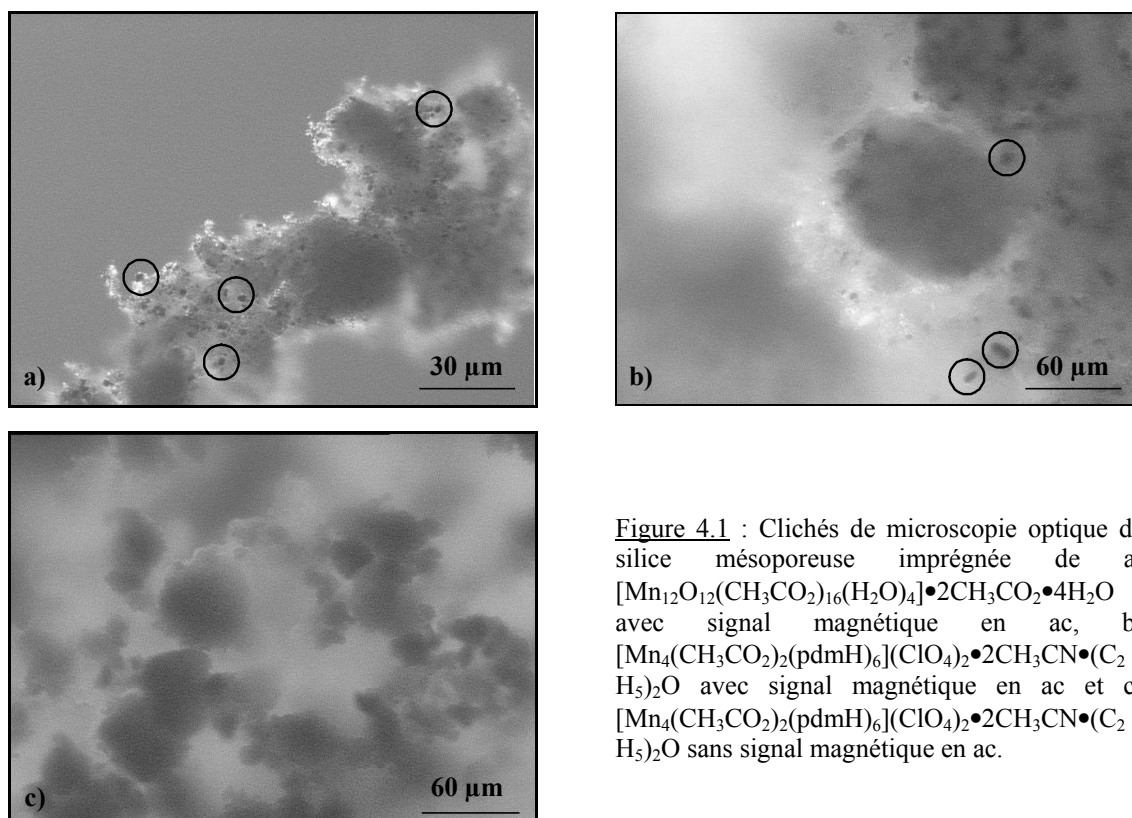 a)
30 µm
b)
60 µm
c)
60 µm
Figure 4.1 : Clichés de microscopie optique d
silice mésoporeuse imprégnée de a
[Mn12O12(CH3CO2)16(H2O)4]•2CH3CO2•4H2O
avec signal magnétique en ac, b
[Mn4(CH3CO2)2(pdmH)6](ClO4)2•2CH3CN•(C2
H5)2O avec signal magnétique en ac et c
[Mn4(CH3CO2)2(pdmH)6](ClO4)2•2CH3CN•(C2
H5)2O sans signal magnétique en ac.